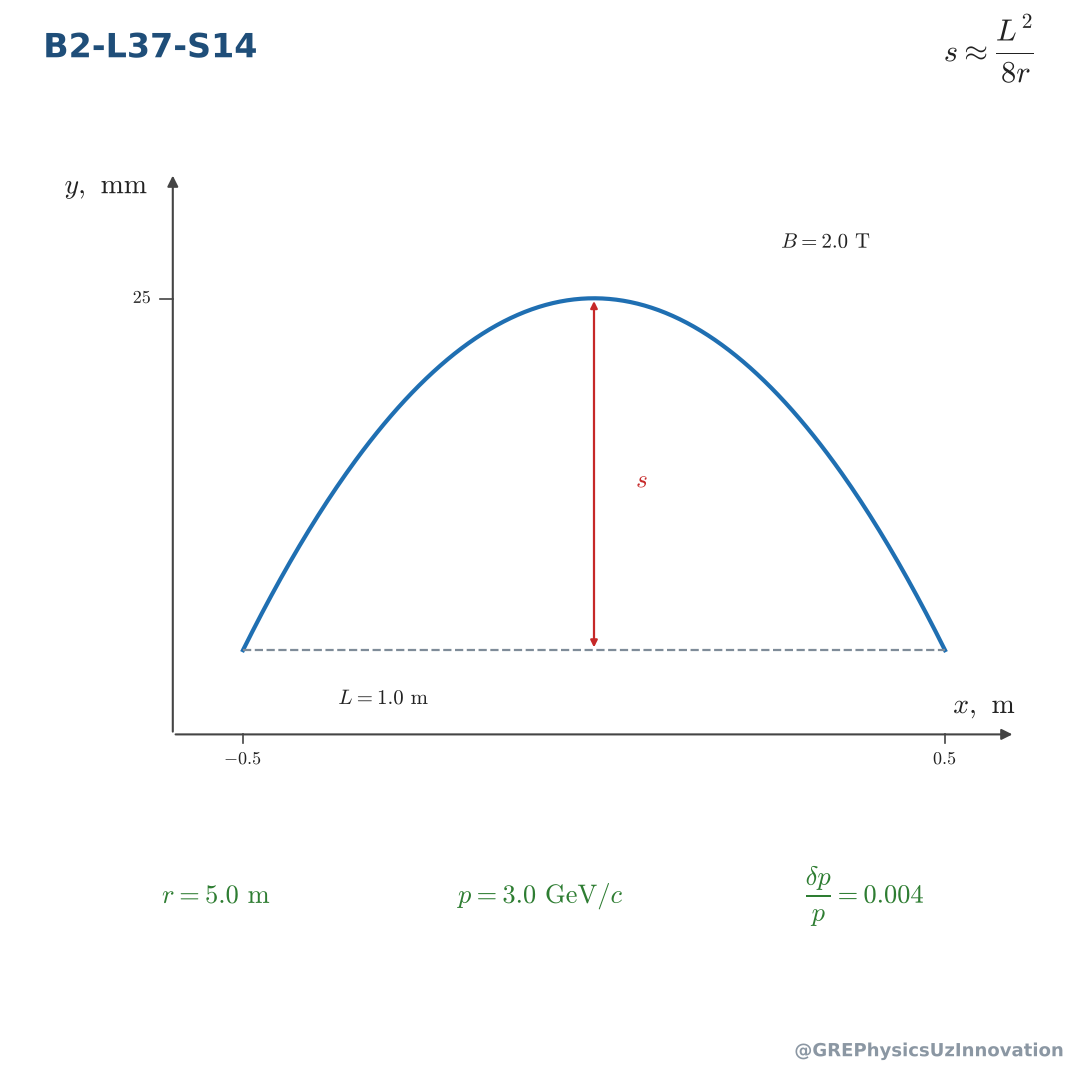 B2-L37-S14
s ≈ L² / 8r
y, mm
B = 2.0 T
25
s
L = 1.0 m
x, m
−0.5
0.5
r = 5.0 m
p = 3.0 GeV/c
δp / p = 0.004
@GREPhysicsUzInnovation